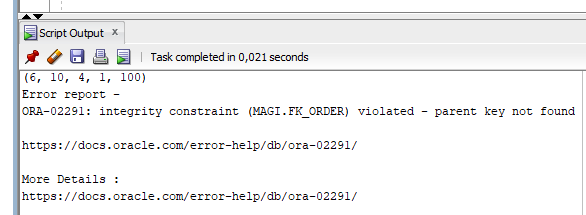 Script Output x
Task completed in 0,021 seconds
(6, 10, 4, 1, 100)
Error report -
ORA-02291: integrity constraint (MAGI.FK_ORDER) violated - parent key not found
https://docs.oracle.com/error-help/db/ora-02291/
More Details :
https://docs.oracle.com/error-help/db/ora-02291/